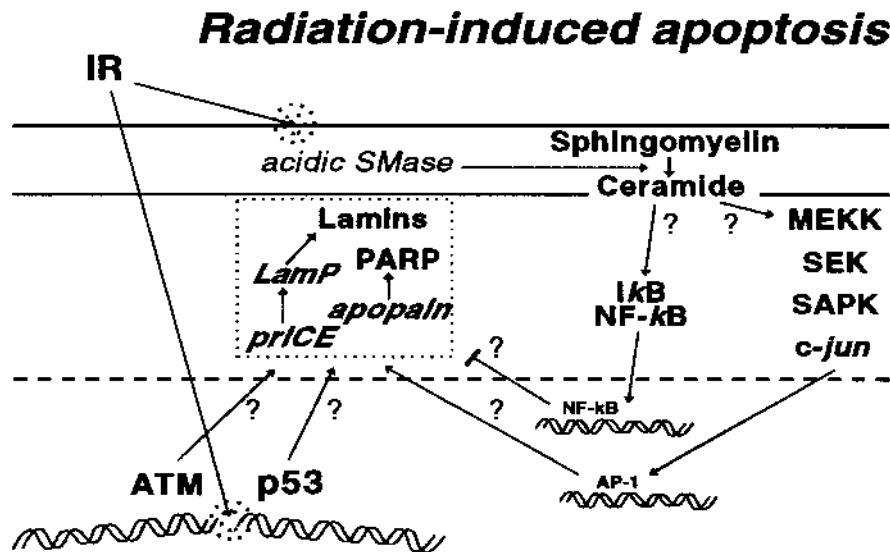 Radiation-induced apoptosis
IR
Sphingomyelin
acidic SMase
Ceramide
Lamins
? ?
MEKK
LamP PARP
SEK
apopain
IkB
prICE
NF-kB
SAPK
?
c-jun
? ? ?
NF-kB
ATM p53
AP-1